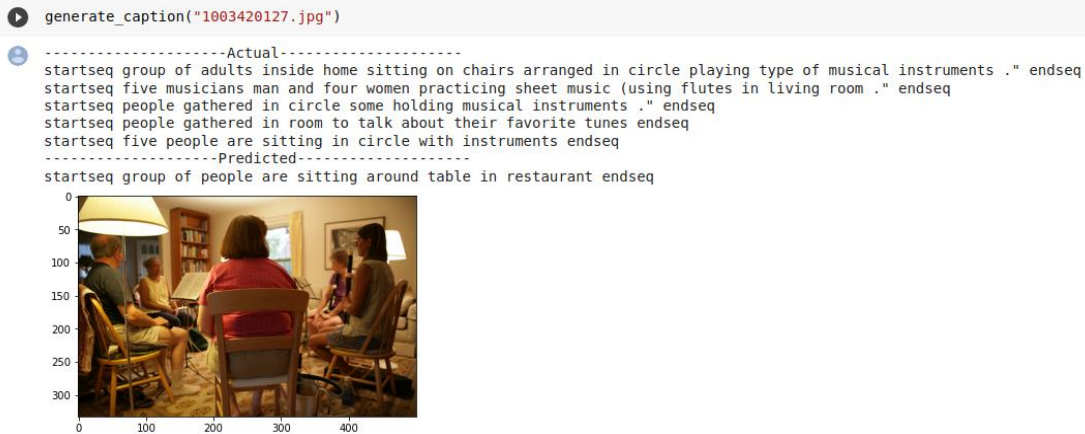 generate_caption("1003420127.jpg")
---------------------Actual---------------------
startseq group of adults inside home sitting on chairs arranged in circle playing type of musical instruments ." endseq
startseq five musicians man and four women practicing sheet music (using flutes in living room ." endseq
startseq people gathered in circle some holding musical instruments ." endseq
startseq people gathered in room to talk about their favorite tunes endseq
startseq five people are sitting in circle with instruments endseq
--------------------Predicted--------------------
startseq group of people are sitting around table in restaurant endseq
0
50
100
150
200
250
300
0 100 200 300 400